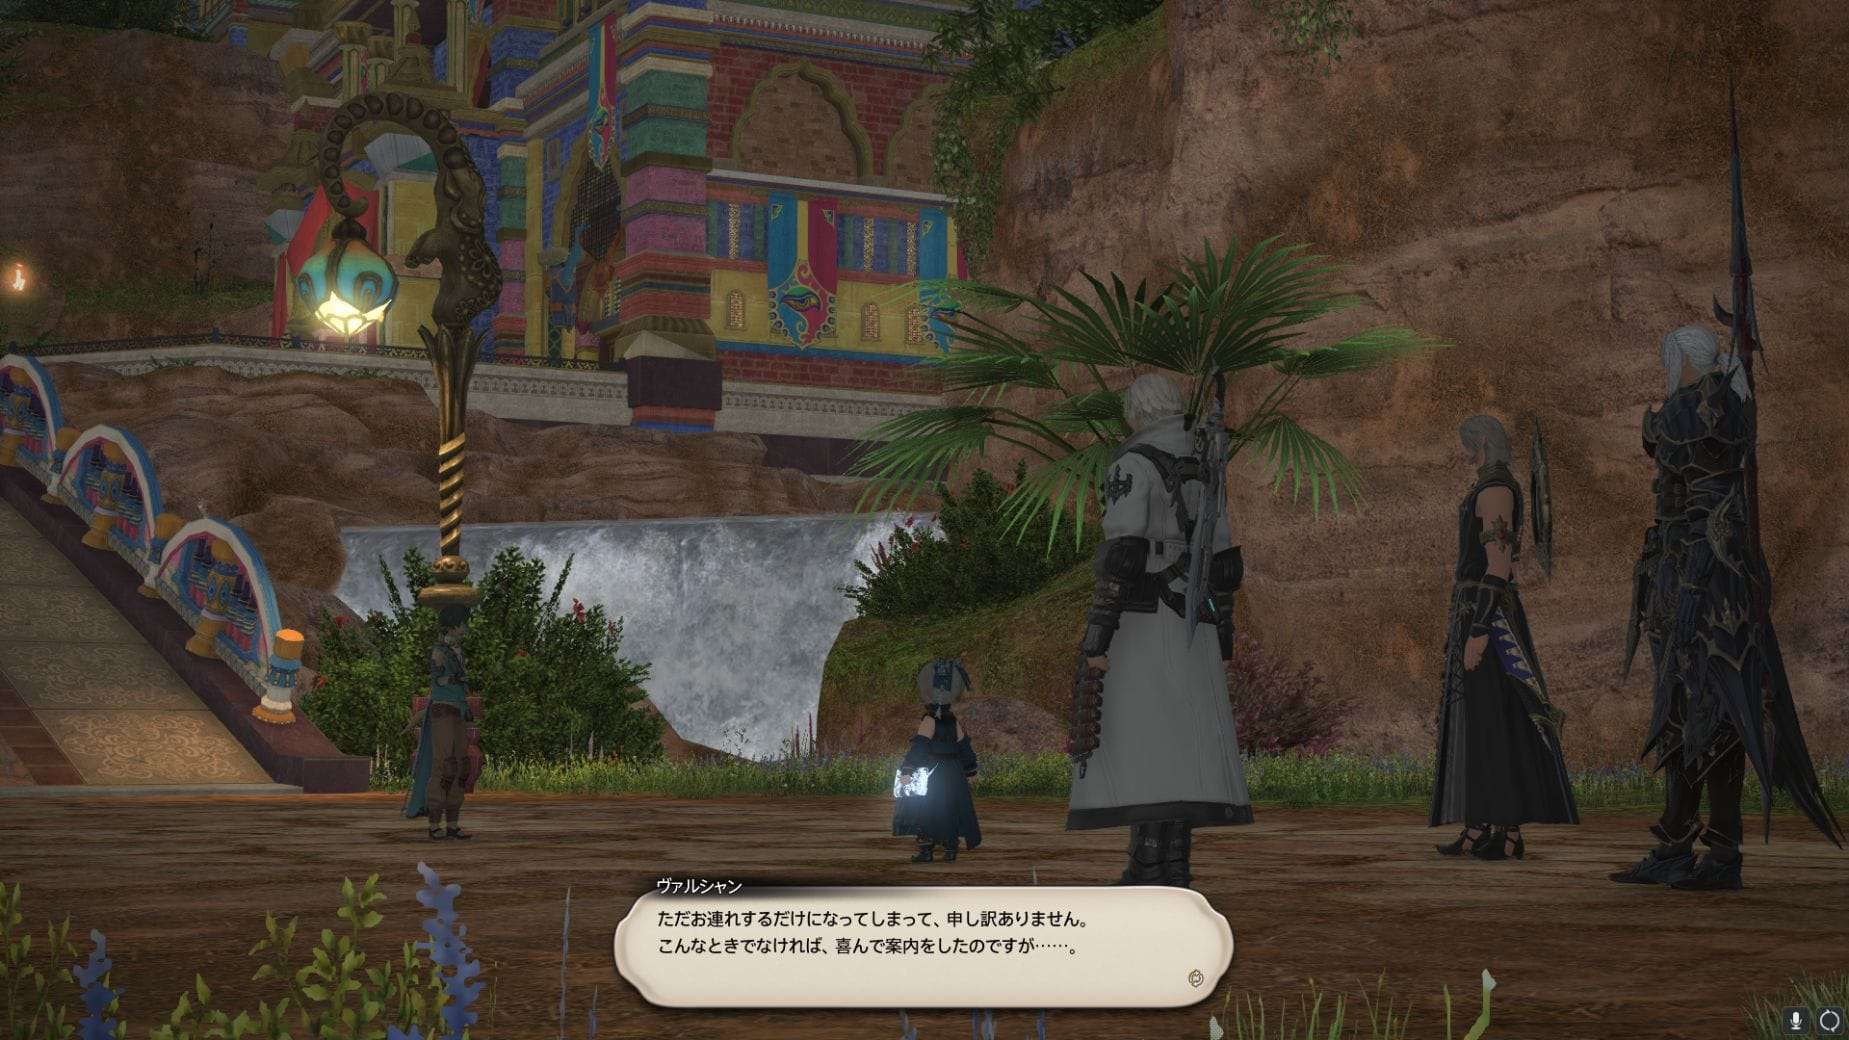 ヴァルシャン
ただお連れするだけになってしまって、申し訳ありません。
こんなときでなければ、喜んで案内をしたのですが……。